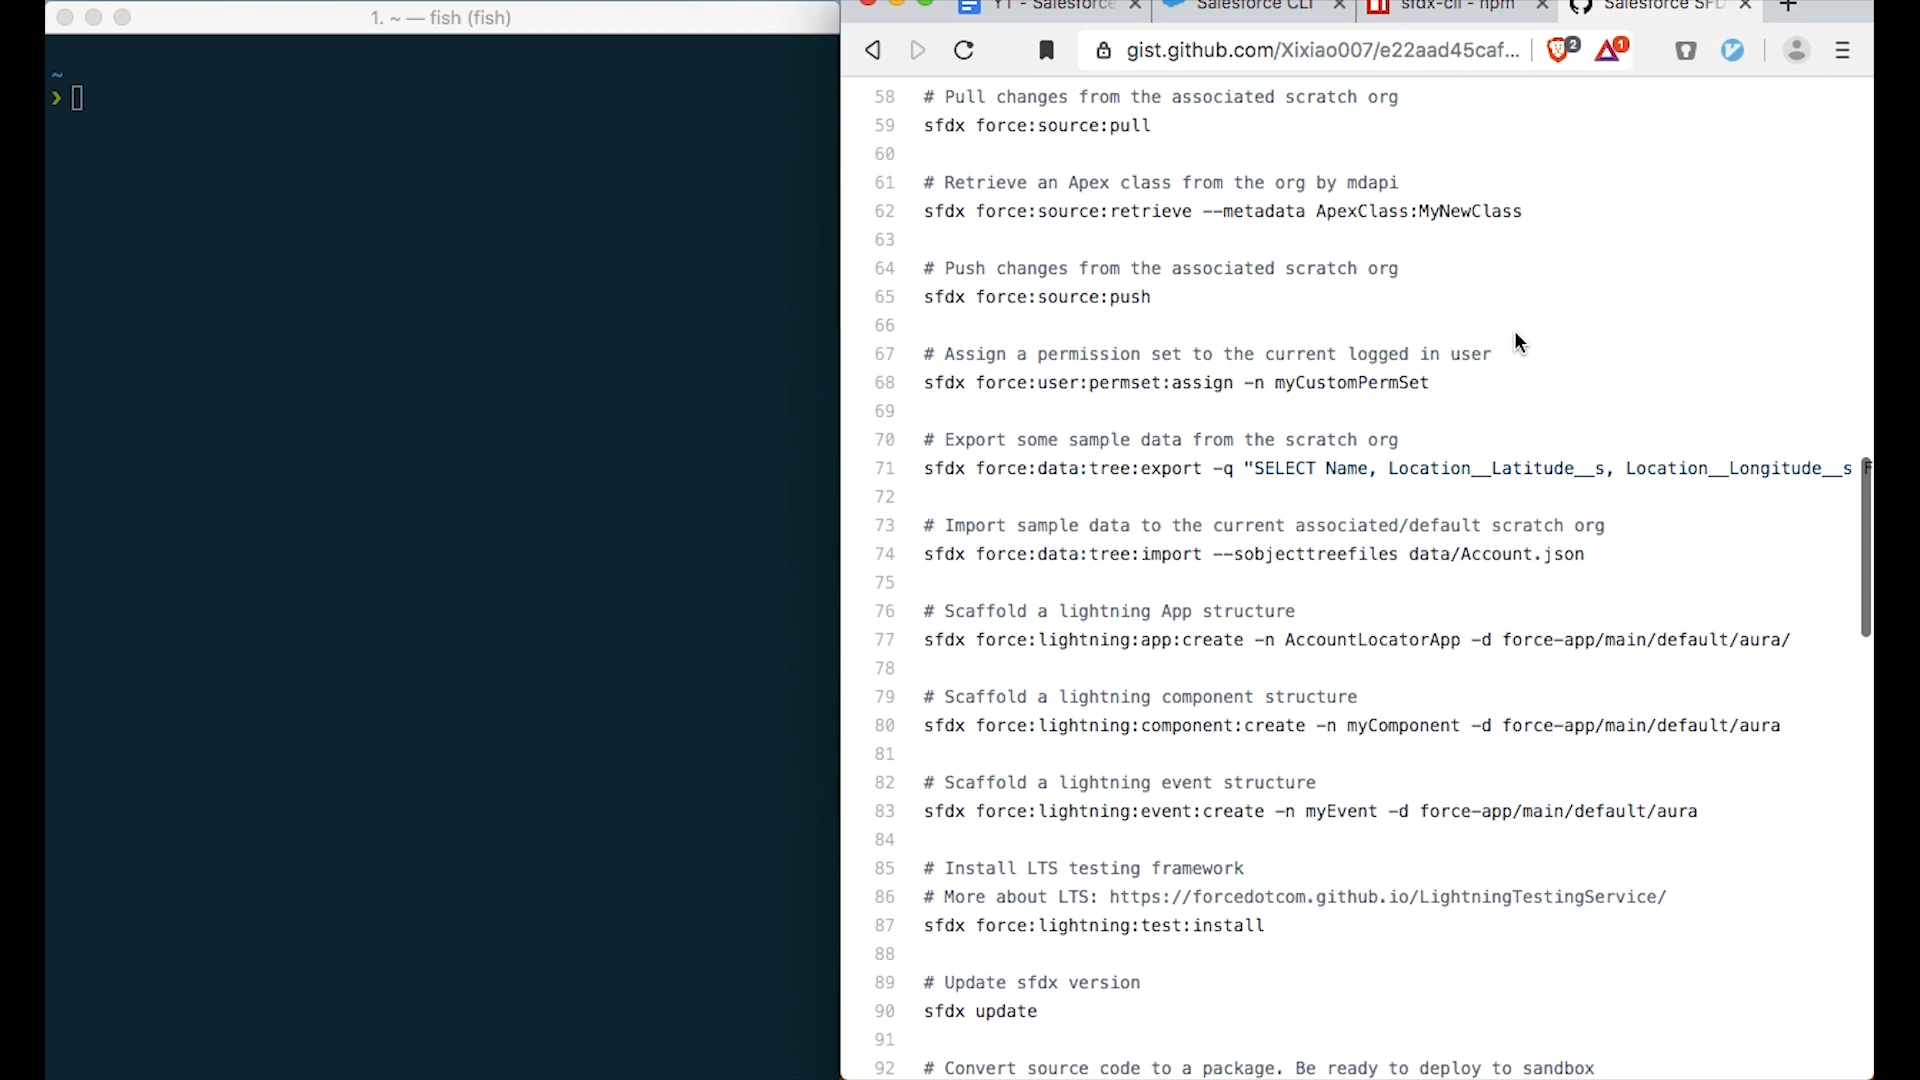 1. ~ — fish (fish)
~
❯
YT - Salesforce
Salesforce CLI
sfdx-cli - npm
Salesforce SFD
gist.github.com/Xixiao007/e22aad45caf...
2
1
58 # Pull changes from the associated scratch org
59 sfdx force:source:pull
60
61 # Retrieve an Apex class from the org by mdapi
62 sfdx force:source:retrieve --metadata ApexClass:MyNewClass
63
64 # Push changes from the associated scratch org
65 sfdx force:source:push
66
67 # Assign a permission set to the current logged in user
68 sfdx force:user:permset:assign -n myCustomPermSet
69
70 # Export some sample data from the scratch org
71 sfdx force:data:tree:export -q "SELECT Name, Location__Latitude__s, Location__Longitude__s F
72
73 # Import sample data to the current associated/default scratch org
74 sfdx force:data:tree:import --sobjecttreefiles data/Account.json
75
76 # Scaffold a lightning App structure
77 sfdx force:lightning:app:create -n AccountLocatorApp -d force-app/main/default/aura/
78
79 # Scaffold a lightning component structure
80 sfdx force:lightning:component:create -n myComponent -d force-app/main/default/aura
81
82 # Scaffold a lightning event structure
83 sfdx force:lightning:event:create -n myEvent -d force-app/main/default/aura
84
85 # Install LTS testing framework
86 # More about LTS: https://forcedotcom.github.io/LightningTestingService/
87 sfdx force:lightning:test:install
88
89 # Update sfdx version
90 sfdx update
91
92 # Convert source code to a package. Be ready to deploy to sandbox